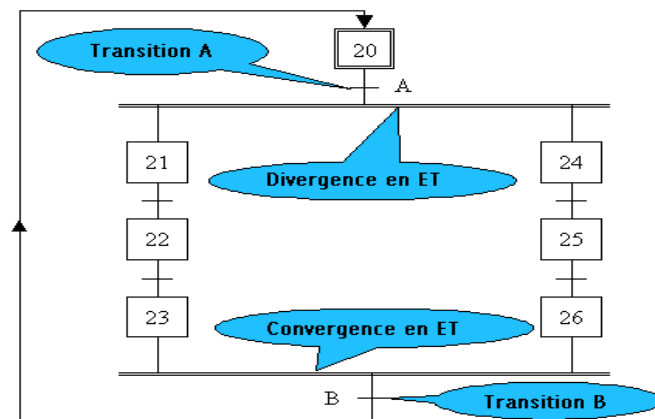 20
Transition A
A
21
24
Divergence en ET
22
25
23
26
Convergence en ET
B
Transition B